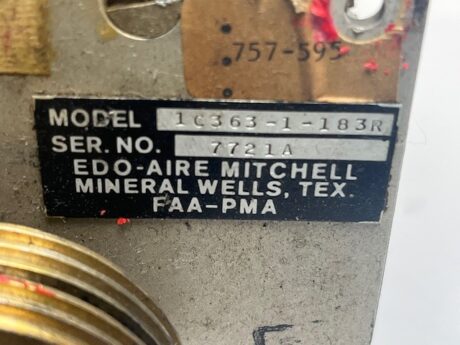 757-595
MODEL 1C363-1-183R
SER. NO. 7721A
EDO-AIRE MITCHELL
MINERAL WELLS, TEX.
FAA-PMA